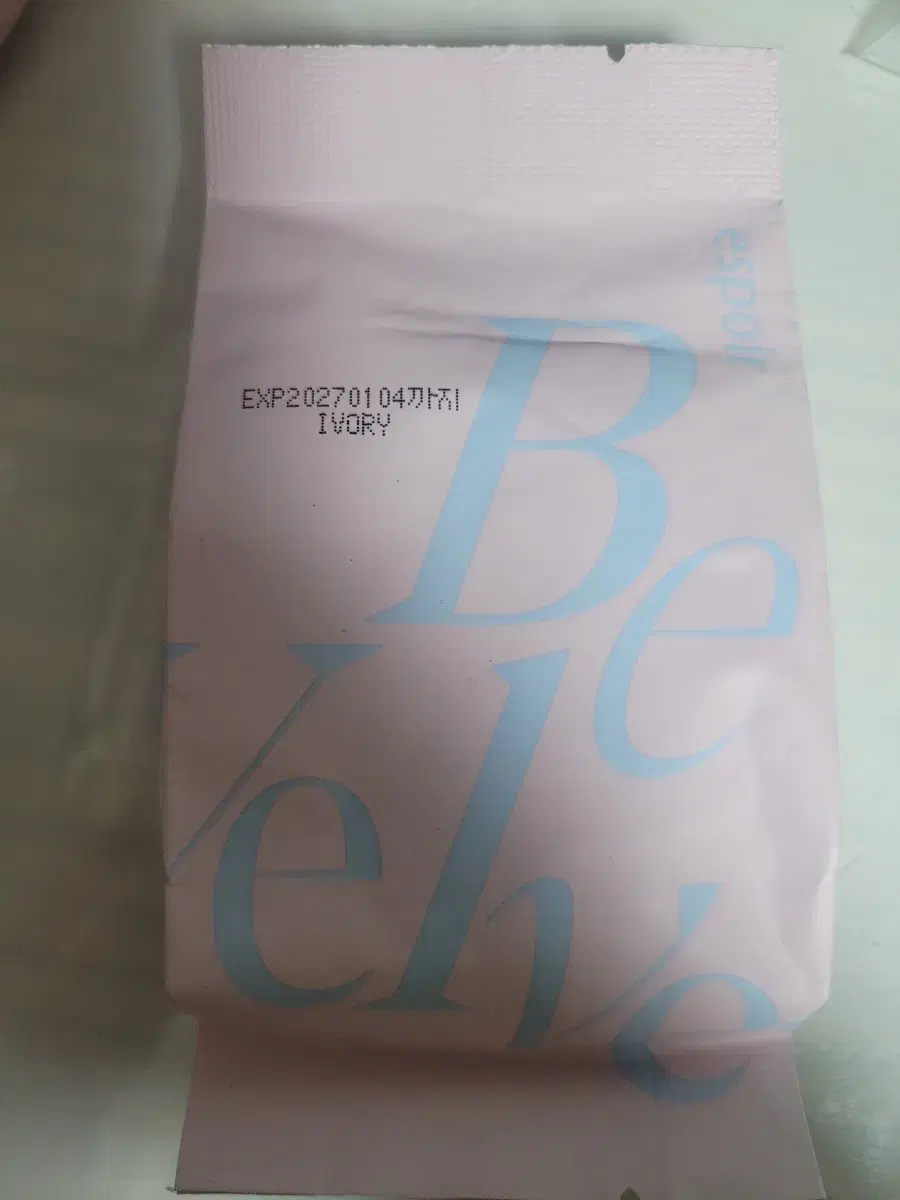 espoir
EXP20270104까지
IVORY
Be
Velve